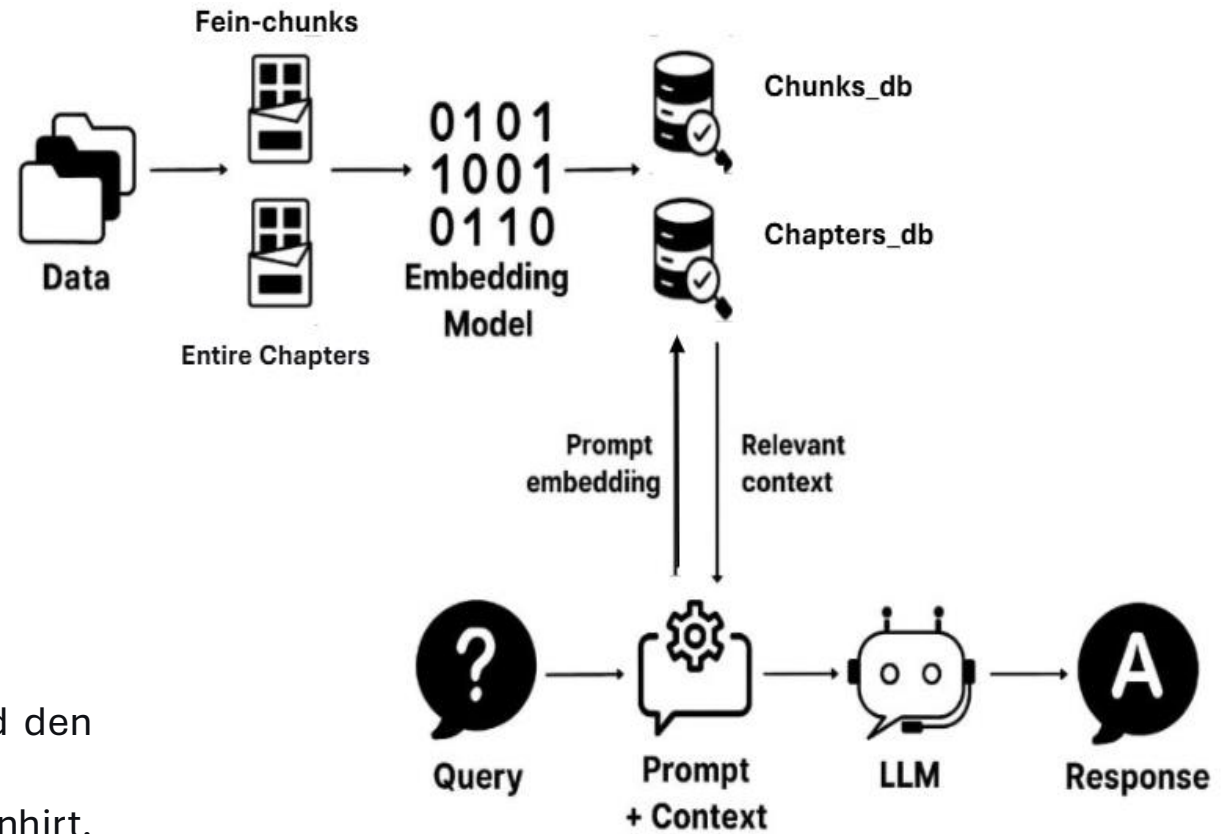 Fein-chunks
Chunks_db
0101
1001
0110
Chapters_db
Data
Embedding
Model
Entire Chapters
Prompt
embedding
Relevant
context
?
A
den
Query
Prompt
+ Context
LLM
Response